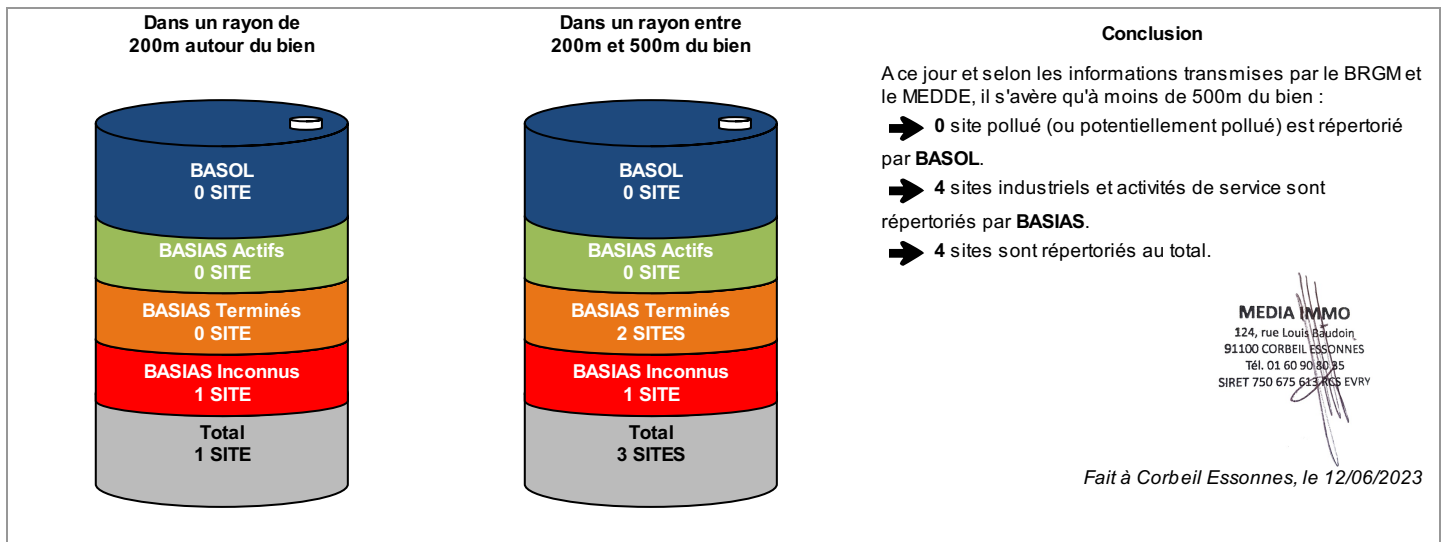 Dans un rayon de
200m autour du bien
BASOL
0 SITE
BASIAS Actifs
0 SITE
BASIAS Terminés
0 SITE
BASIAS Inconnus
1 SITE
Total
1 SITE
Dans un rayon entre
200m et 500m du bien
BASOL
0 SITE
BASIAS Actifs
0 SITE
BASIAS Terminés
2 SITES
BASIAS Inconnus
1 SITE
Total
3 SITES
Conclusion
A ce jour et selon les informations transmises par le BRGM et
le MEDDE, il s'avère qu'à moins de 500m du bien :
0 site pollué (ou potentiellement pollué) est répertorié
par BASOL.
4 sites industriels et activités de service sont
répertoriés par BASIAS.
4 sites sont répertoriés au total.
MEDIA IMMO
124, rue Louis Baudoin
91100 CORBEIL ESSONNES
Tél. 01 60 90 80 85
SIRET 750 675 613 RCS EVRY
Fait à Corbeil Essonnes, le 12/06/2023